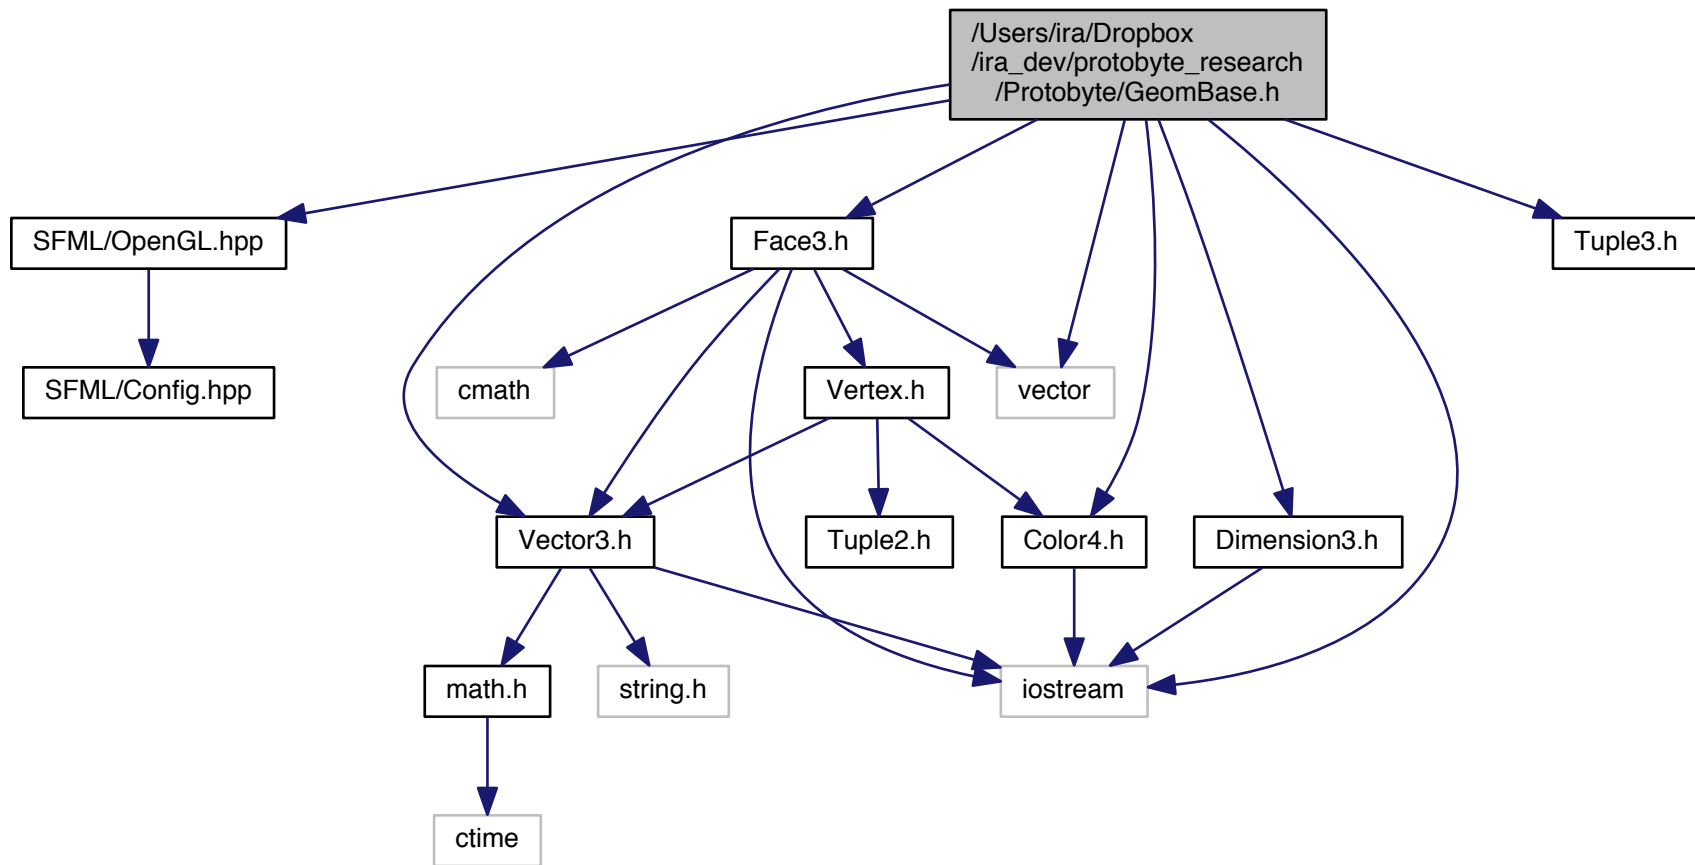 /Users/ira/Dropbox
/ira_dev/protobyte_research
/Protobyte/GeomBase.h
SFML/OpenGL.hpp
Face3.h
Tuple3.h
SFML/Config.hpp
cmath
Vertex.h
vector
Vector3.h
Tuple2.h
Color4.h
Dimension3.h
math.h
string.h
iostream
ctime